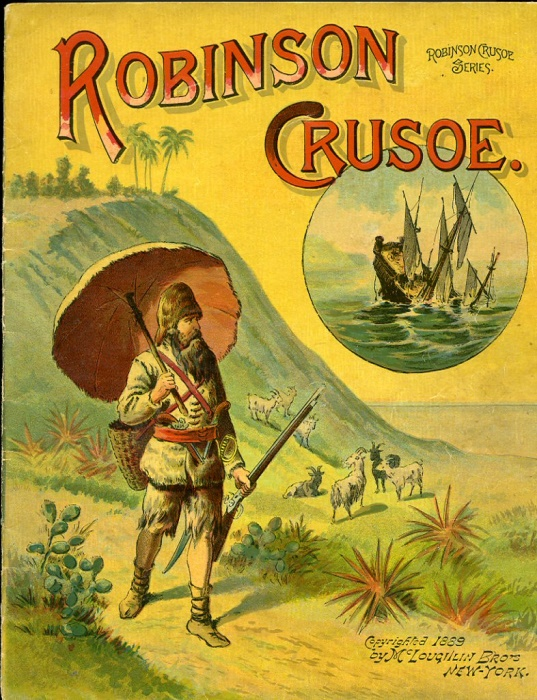 ROBINSON
CRUSOE.
ROBINSON CRUSOE
SERIES.
Copyrighted 1889
by McLOUGHLIN BROS
NEW-YORK.